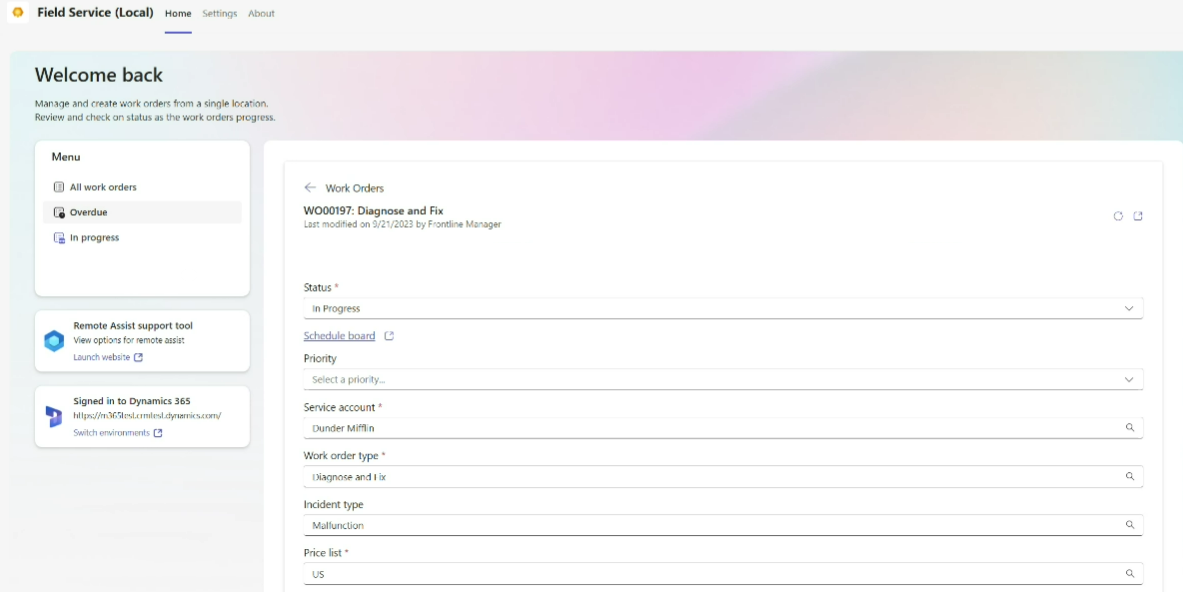 Field Service (Local) Home Settings About
Welcome back
Manage and create work orders from a single location.
Review and check on status as the work orders progress.
Menu
All work orders
Overdue
In progress
Remote Assist support tool
View options for remote assist
Launch website
Signed in to Dynamics 365
https://m365test.crmtest.dynamics.com/
Switch environments
Work Orders
WO00197: Diagnose and Fix
Last modified on 9/21/2023 by Frontline Manager
Status *
In Progress
Schedule board
Priority
Select a priority...
Service account *
Dunder Mifflin
Work order type *
Diagnose and Fix
Incident type
Malfunction
Price list *
US